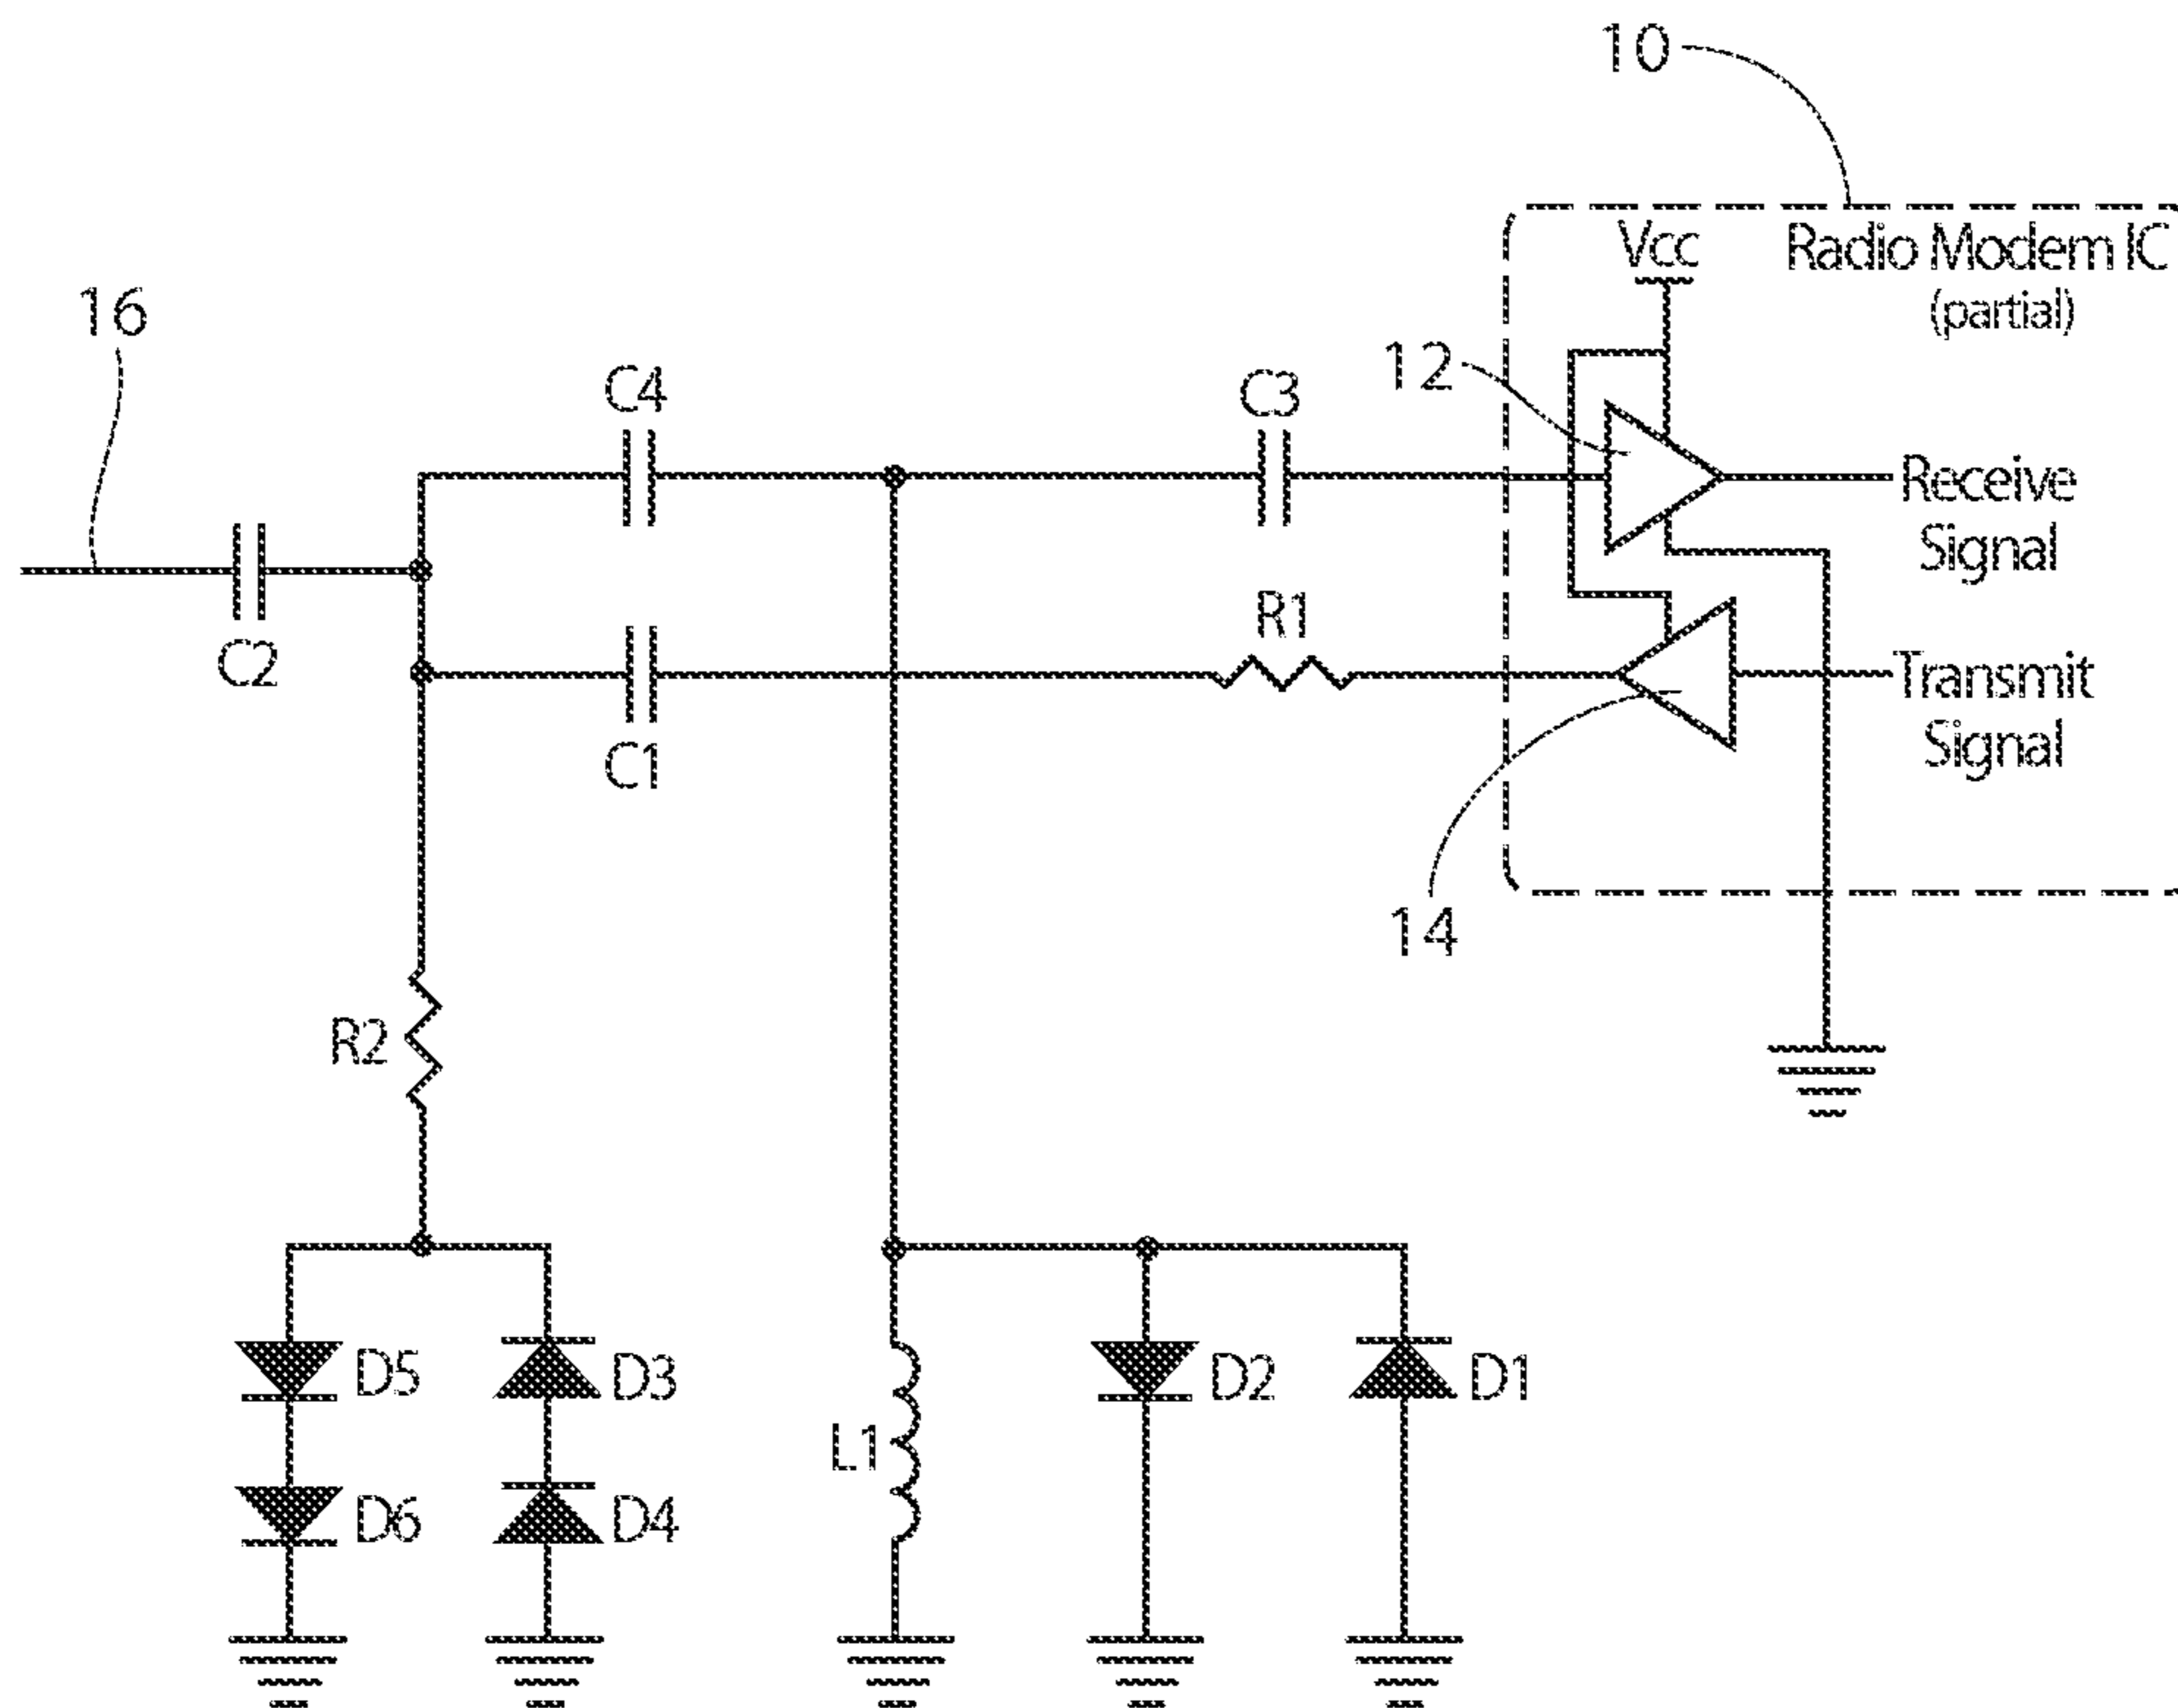 10
Vcc
Radio Modem IC
(partial)
16
12
C4
C3
Receive
Signal
C2
R1
Transmit
Signal
C1
14
R2
D5
D3
D2
D1
L1
D6
D4